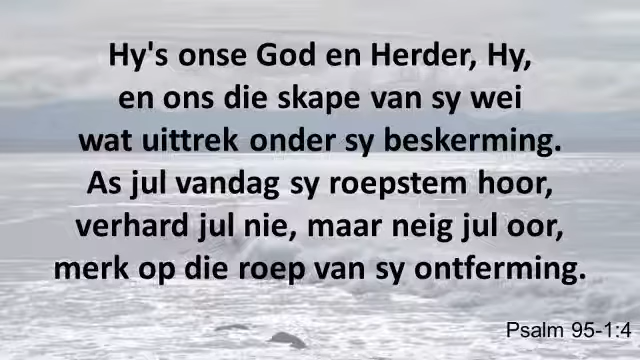 Hy's onse God en Herder, Hy,
en ons die skape van sy wei
wat uittrek onder sy beskerming.
As jul vandag sy roepstem hoor,
verhard jul nie, maar neig jul oor,
merk op die roep van sy ontferming.
Psalm 95-1:4